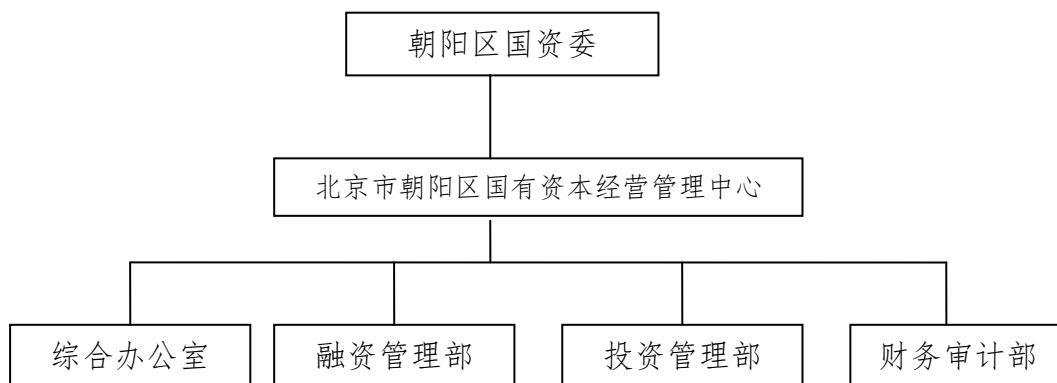 朝阳区国资委
北京市朝阳区国有资本经营管理中心
综合办公室
融资管理部
投资管理部
财务审计部